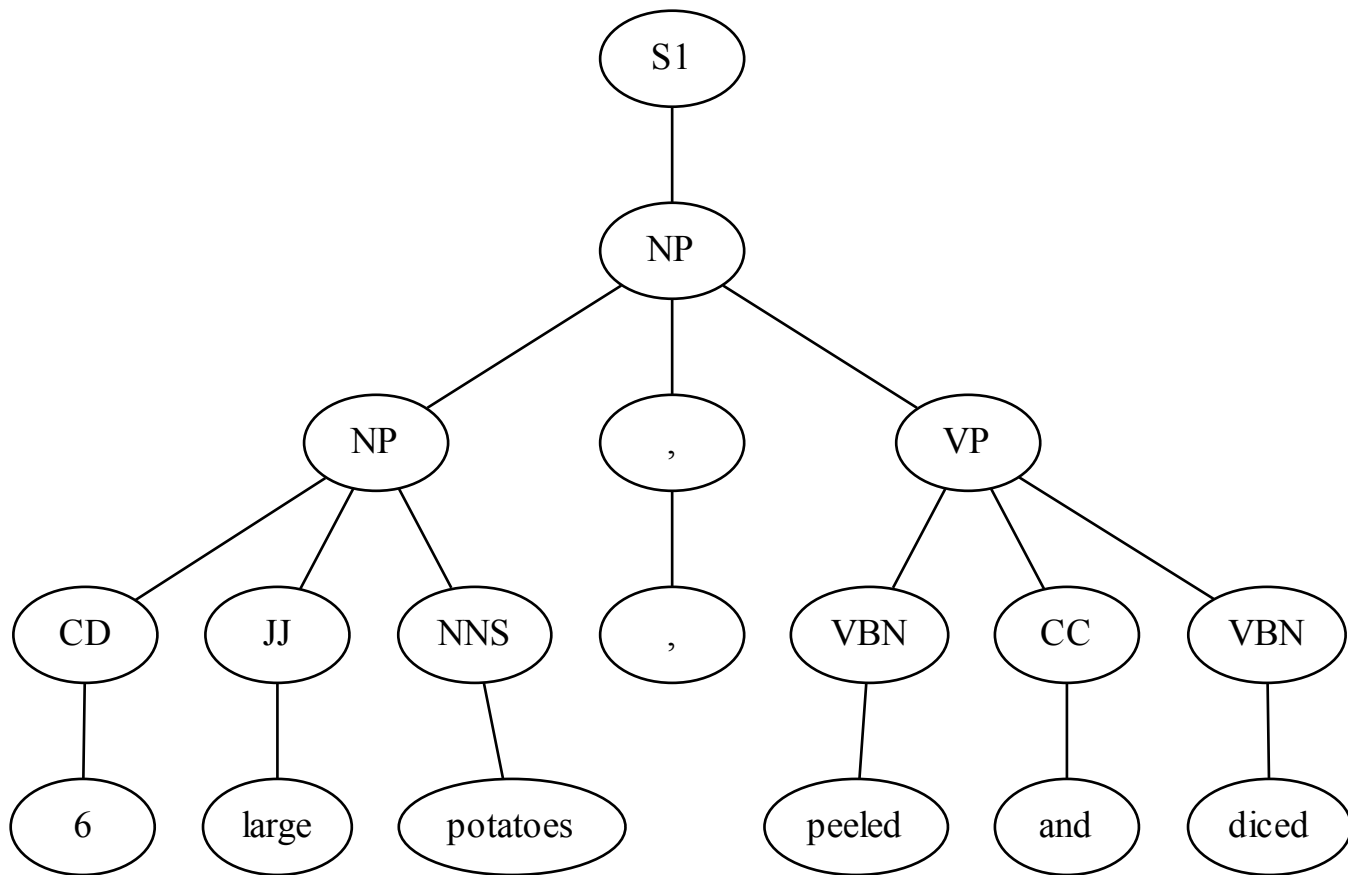 S1
NP
NP , VP
CD JJ NNS , VBN CC VBN
6 large potatoes peeled and diced